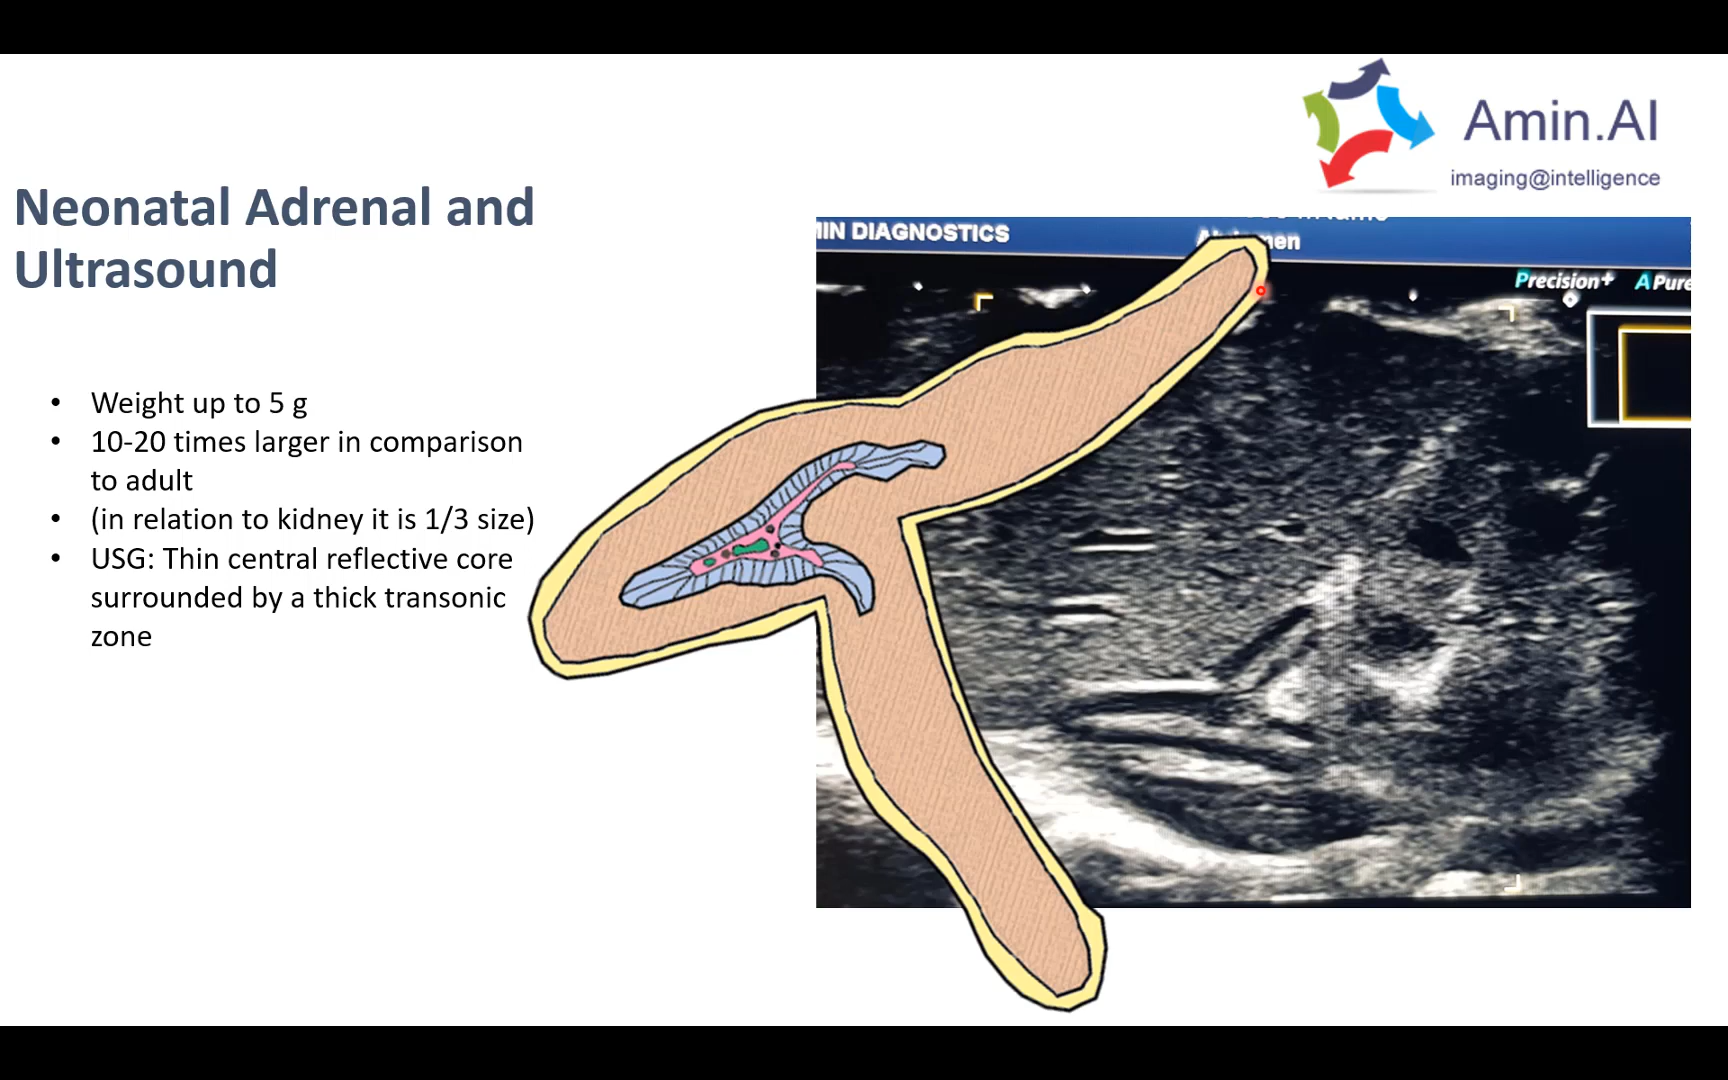 Amin.AI
imaging@intelligence
Neonatal Adrenal and
Ultrasound
• Weight up to 5 g
• 10-20 times larger in comparison
to adult
• (in relation to kidney it is 1/3 size)
• USG: Thin central reflective core
surrounded by a thick transonic
zone
MIN DIAGNOSTICS
Precision+ APure